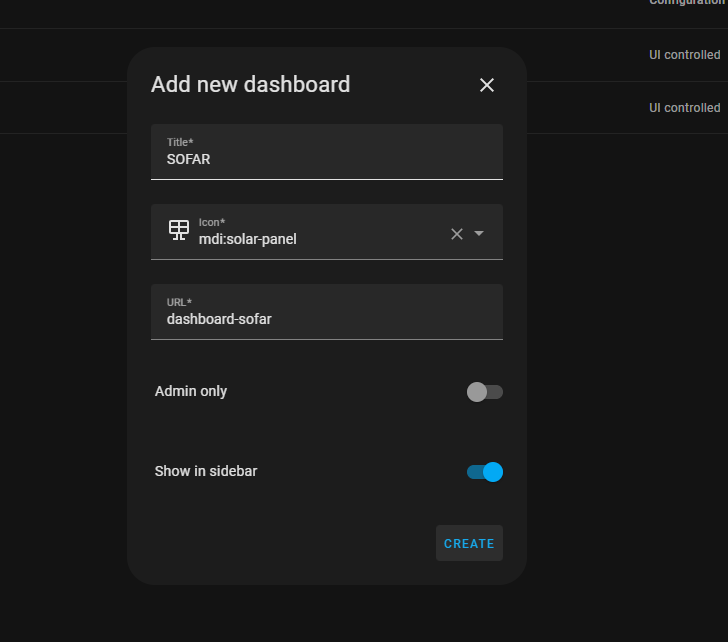 Configuration
UI controlled
UI controlled
Add new dashboard
Title*
SOFAR
Icon*
mdi:solar-panel
URL*
dashboard-sofar
Admin only
Show in sidebar
CREATE